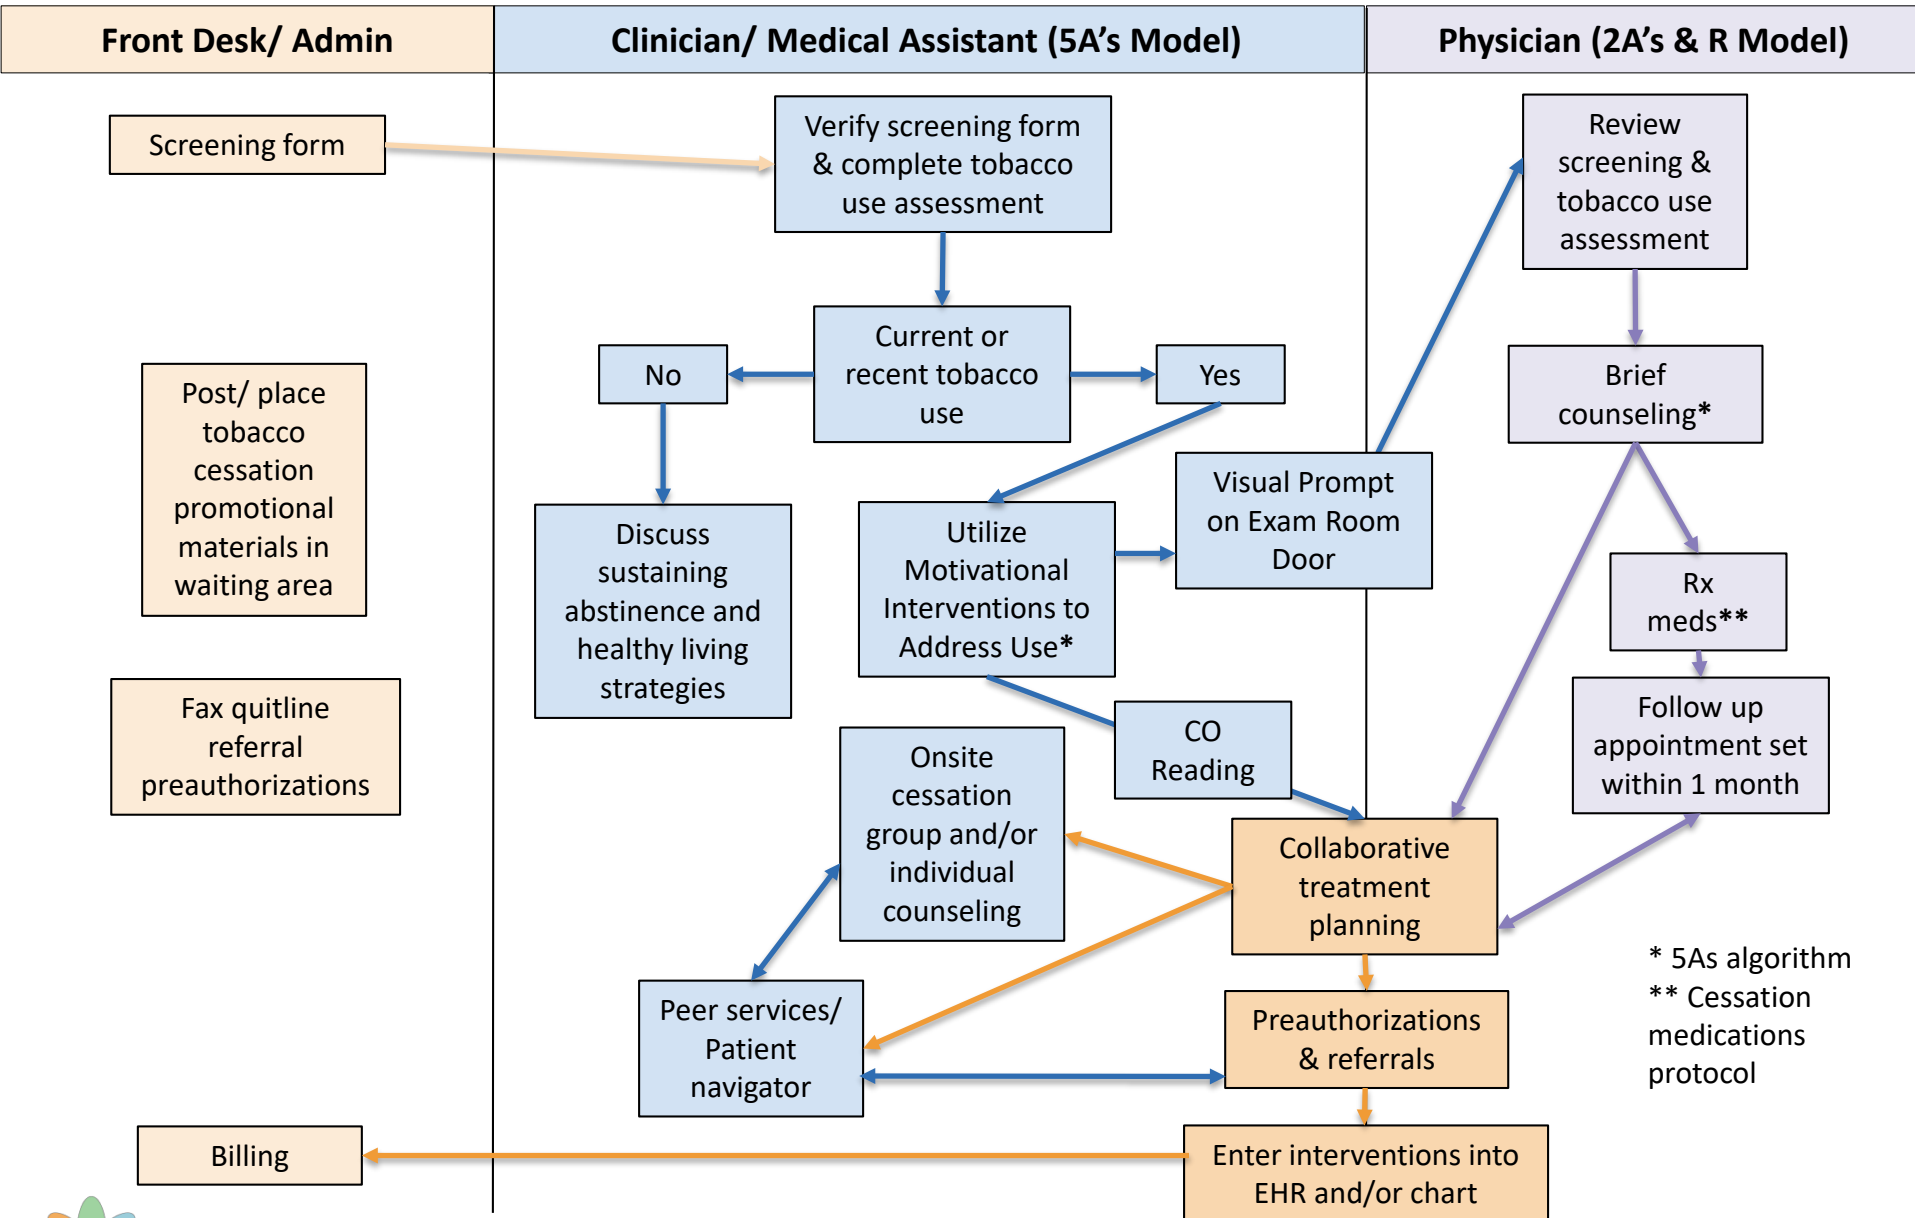 Front Desk/ Admin
Clinician/ Medical Assistant (5A’s Model)
Physician (2A’s & R Model)
Screening form
Verify screening form
& complete tobacco
use assessment
Review
screening &
tobacco use
assessment
Current or
recent tobacco
use
No
Yes
Brief
counseling*
Post/ place
tobacco
cessation
promotional
materials in
waiting area
Discuss
sustaining
abstinence and
healthy living
strategies
Utilize
Motivational
Interventions to
Address Use*
Visual Prompt
on Exam Room
Door
Rx
meds**
Fax quitline
referral
preauthorizations
Onsite
cessation
group and/or
individual
counseling
CO
Reading
Follow up
appointment set
within 1 month
Collaborative
treatment
planning
Peer services/
Patient
navigator
Preauthorizations
& referrals
* 5As algorithm
** Cessation
medications
protocol
Billing
Enter interventions into
EHR and/or chart